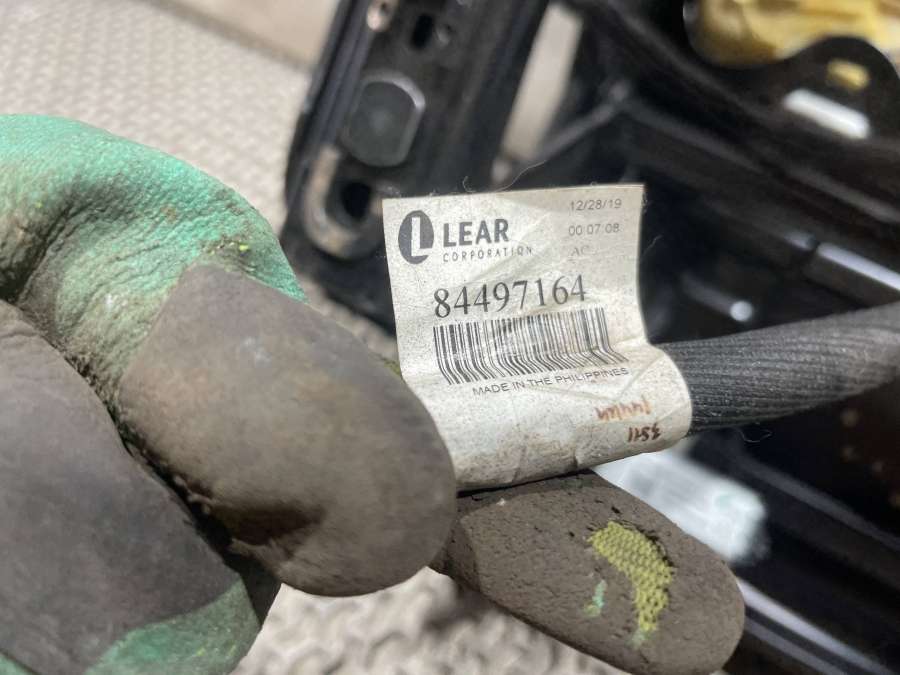 LEAR
CORPORATION
12/28/19
00 07 08
AC
84497164
MADE IN THE PHILIPPINES